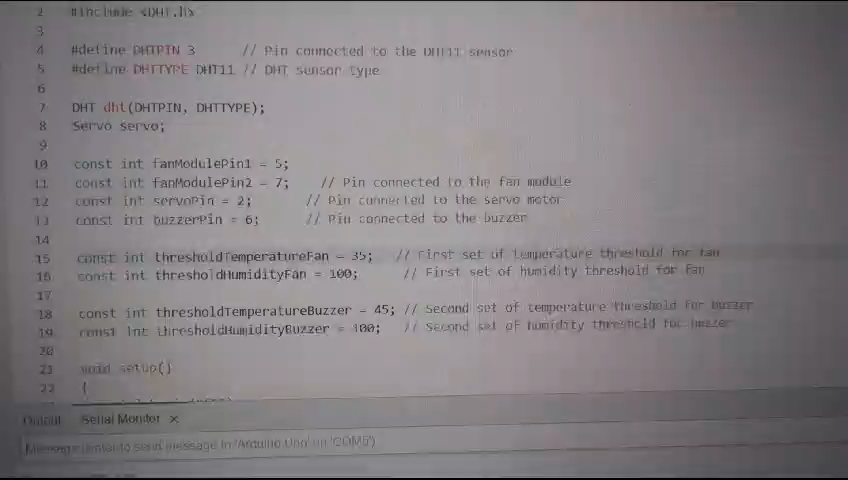 2 #include <DHT.h>
3
4 #define DHTPIN 3 // Pin connected to the DHT11 sensor
5 #define DHTTYPE DHT11 // DHT sensor type
6
7 DHT dht(DHTPIN, DHTTYPE);
8 Servo servo;
9
10 const int fanModulePin1 = 5;
11 const int fanModulePin2 = 7; // Pin connected to the fan module
12 const int servoPin = 2; // Pin connected to the servo motor
13 const int buzzerPin = 6; // Pin connected to the buzzer
14
15 const int thresholdTemperatureFan = 35; // First set of temperature threshold for fan
16 const int thresholdHumidityFan = 100; // First set of humidity threshold for fan
17
18 const int thresholdTemperatureBuzzer = 45; // Second set of temperature threshold for buzzer
19 const int thresholdHumidityBuzzer = 100; // Second set of humidity threshold for buzzer
20
21 void setup()
22 {
Output Serial Monitor ×
Message to send message to 'Arduino Uno' on 'COM5')